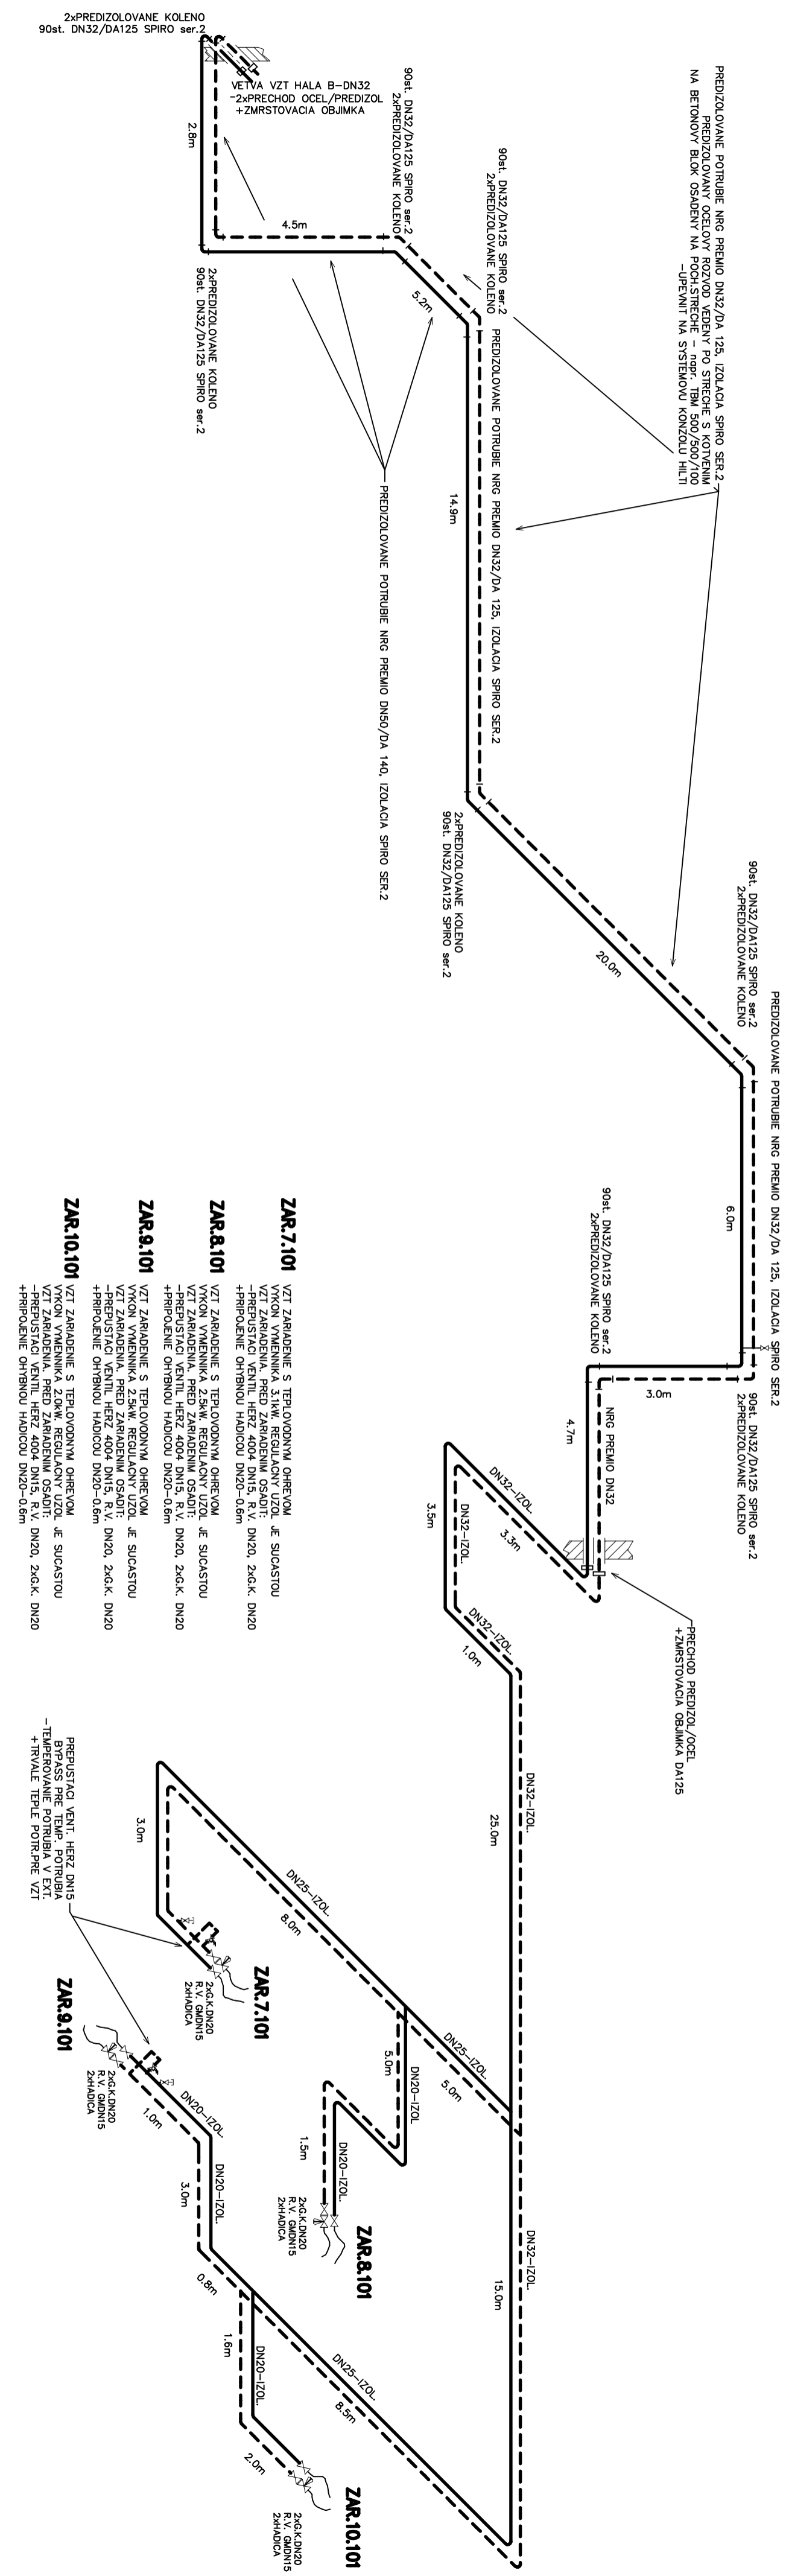 2xPREDIZOLOVANE KOLENO
90st. DN32/DA125 SPIRO ser.2
VETVA VZT HALA B-DN32
-2xPRECHOD OCEL/PREDIZOL
+ZMRSTOVACIA OBJIMKA
2.8m
4.5m
2xPREDIZOLOVANE KOLENO
90st. DN32/DA125 SPIRO ser.2
90st. DN32/DA125 SPIRO ser.2
2xPREDIZOLOVANE KOLENO
5.2m
90st. DN32/DA125 SPIRO ser.2
2xPREDIZOLOVANE KOLENO
PREDIZOLOVANE POTRUBIE NRG PREMIO DN32/DA 125, IZOLACIA SPIRO SER.2
PREDIZOLOVANY OCELOVY ROZVOD VEDENY PO STRECHE S KOTVENIM
NA BETONOVY BLOK OSADENY NA POCH.STRECHE - napr. TBM 500/500/100
-UPEVNIT NA SYSTEMOVU KONZOLU HILTI
PREDIZOLOVANE POTRUBIE NRG PREMIO DN32/DA 125, IZOLACIA SPIRO SER.2
14.9m
PREDIZOLOVANE POTRUBIE NRG PREMIO DN50/DA 140, IZOLACIA SPIRO SER.2
2xPREDIZOLOVANE KOLENO
90st. DN32/DA125 SPIRO ser.2
20.0m
90st. DN32/DA125 SPIRO ser.2
2xPREDIZOLOVANE KOLENO
PREDIZOLOVANE POTRUBIE NRG PREMIO DN32/DA 125, IZOLACIA SPIRO SER.2
6.0m
90st. DN32/DA125 SPIRO ser.2
2xPREDIZOLOVANE KOLENO
3.0m
90st. DN32/DA125 SPIRO ser.2
2xPREDIZOLOVANE KOLENO
NRG PREMIO DN32
4.7m
PRECHOD PREDIZOL/OCEL
+ZMRSTOVACIA OBJIMKA DA125
DN32-IZOL.
3.3m
DN32-IZOL.
3.5m
DN32-IZOL.
1.0m
DN32-IZOL.
25.0m
DN32-IZOL.
15.0m
ZAR.7.101
VZT ZARIADENIE S TEPLOVODNYM OHREVOM
VYKON VYMENNIKA 3.1kW. REGULACNY UZOL JE SUCASTOU
VZT ZARIADENIA. PRED ZARIADENIM OSADIT:
-PREPUSTACI VENTIL HERZ 4004 DN15, R.V. DN20, 2xG.K. DN20
+PRIPOJENIE OHYBNOU HADICOU DN20-0.6m
ZAR.8.101
VZT ZARIADENIE S TEPLOVODNYM OHREVOM
VYKON VYMENNIKA 2.5kW. REGULACNY UZOL JE SUCASTOU
VZT ZARIADENIA. PRED ZARIADENIM OSADIT:
-PREPUSTACI VENTIL HERZ 4004 DN15, R.V. DN20, 2xG.K. DN20
+PRIPOJENIE OHYBNOU HADICOU DN20-0.6m
ZAR.9.101
VZT ZARIADENIE S TEPLOVODNYM OHREVOM
VYKON VYMENNIKA 2.5kW. REGULACNY UZOL JE SUCASTOU
VZT ZARIADENIA. PRED ZARIADENIM OSADIT:
-PREPUSTACI VENTIL HERZ 4004 DN15, R.V. DN20, 2xG.K. DN20
+PRIPOJENIE OHYBNOU HADICOU DN20-0.6m
ZAR.10.101
VZT ZARIADENIE S TEPLOVODNYM OHREVOM
VYKON VYMENNIKA 2.0kW. REGULACNY UZOL JE SUCASTOU
VZT ZARIADENIA. PRED ZARIADENIM OSADIT:
-PREPUSTACI VENTIL HERZ 4004 DN15, R.V. DN20, 2xG.K. DN20
+PRIPOJENIE OHYBNOU HADICOU DN20-0.6m
PREPUSTACI VENT. HERZ DN15
BYPASS PRE TEMP. POTRUBIA
-TEMPEROVANIE POTRUBIA V EXT.
+TRVALE TEPLE POTR.PRE VZT
3.0m
DN25-IZOL.
8.0m
ZAR.7.101
2xG.K.DN20
R.V. GMDN15
2xHADICA
DN25-IZOL.
5.0m
DN20-IZOL
5.0m
DN20-IZOL.
1.5m
2xG.K.DN20
R.V. GMDN15
2xHADICA
ZAR.8.101
ZAR.9.101
2xG.K.DN20
R.V. GMDN15
2xHADICA
DN20-IZOL.
1.0m
DN20-IZOL.
3.0m
0.8m
DN20-IZOL.
1.6m
2.0m
DN25-IZOL.
8.5m
ZAR.10.101
2xG.K.DN20
R.V. GMDN15
2xHADICA